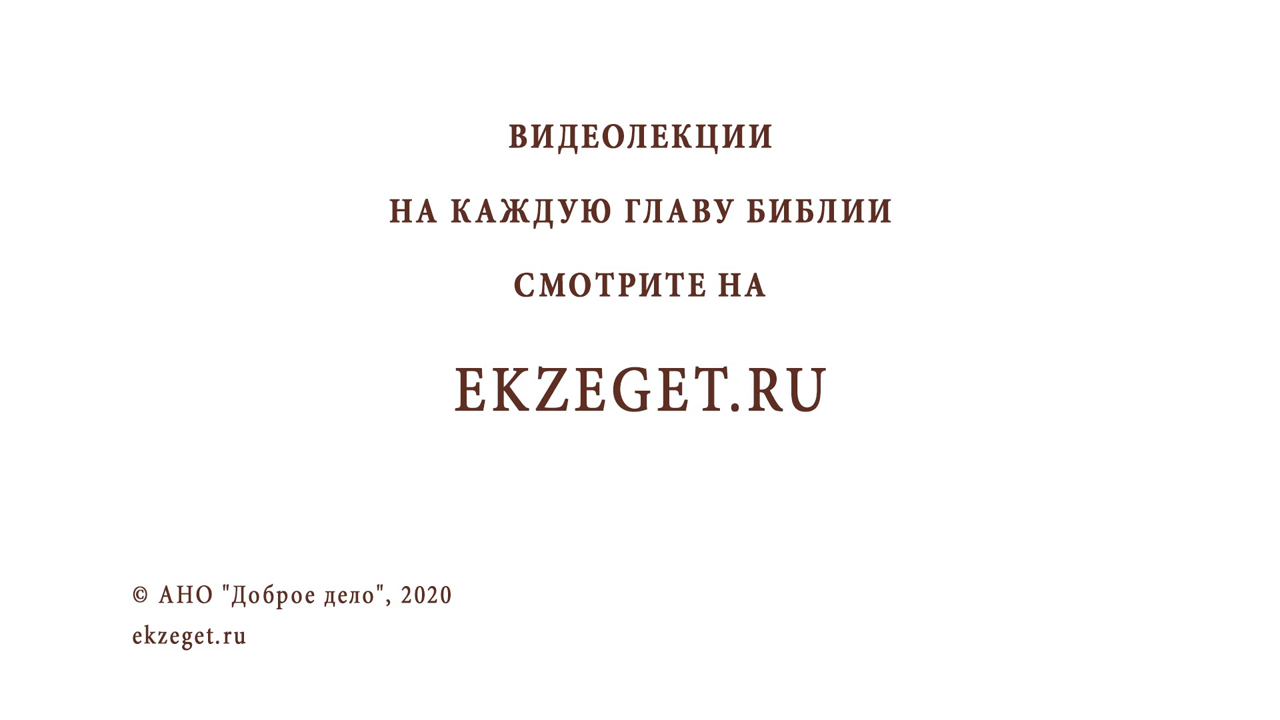 ВИДЕОЛЕКЦИИ
НА КАЖДУЮ ГЛАВУ БИБЛИИ
СМОТРИТЕ НА
EKZEGET.RU
© АНО "Доброе дело", 2020
ekzeget.ru